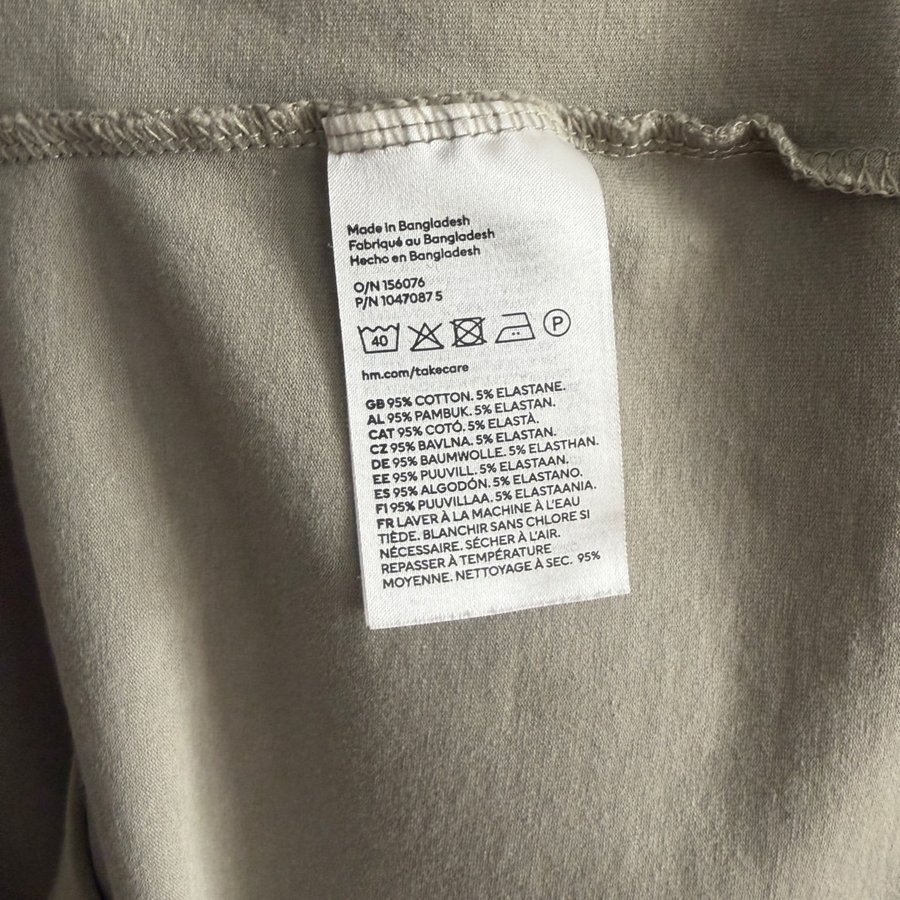 Made in Bangladesh
Fabriqué au Bangladesh
Hecho en Bangladesh
O/N 156076
P/N 1047087 5
40
P
hm.com/takecare
GB 95% COTTON. 5% ELASTANE.
AL 95% PAMBUK. 5% ELASTAN.
CAT 95% COTÓ. 5% ELASTÀ.
CZ 95% BAVLNA. 5% ELASTAN.
DE 95% BAUMWOLLE. 5% ELASTHAN.
EE 95% PUUVILL. 5% ELASTAAN.
ES 95% ALGODÓN. 5% ELASTANO.
FI 95% PUUVILLAA. 5% ELASTAANIA.
FR LAVER À LA MACHINE À L'EAU
TIÈDE. BLANCHIR SANS CHLORE SI
NÉCESSAIRE. SÉCHER À L'AIR.
REPASSER À TEMPÉRATURE
MOYENNE. NETTOYAGE À SEC. 95%